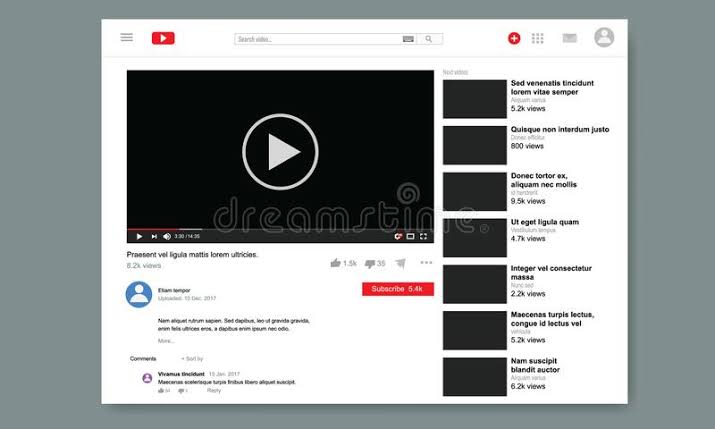 Search video...
Next videos
3:30 / 14:35
Praesent vel ligula mattis lorem ultricies.
8.2k views
1.5k
35
Subscribe 5.4k
Etiam tempor
Uploaded: 10 Dec. 2017
Nam aliquet rutrum sapien. Sed dapibus, leo ut gravida gravida,
enim felis ultrices eros, a dapibus enim ipsum nec odio.
More...
Comments
+ Sort by
Vivamus tincidunt
10 Jan. 2017
Maecenas scelerisque turpis finibus libero aliquet suscipit.
Reply
Sed venenatis tincidunt
lorem vitae semper
Aliquam varius
5.2k views
Quisque non interdum justo
Donec efficitur
800 views
Donec tortor ex,
aliquam nec mollis
id hendrerit
9.5k views
Ut eget ligula quam
Vestibulum tempus
4.7k views
Integer vel consectetur
massa
Nunc sed
2.2k views
Maecenas turpis lectus,
congue id lectus vel
vehicula
5.2k views
Nam suscipit
blandit auctor
Aliquam varius
6.2k views
dreamstime